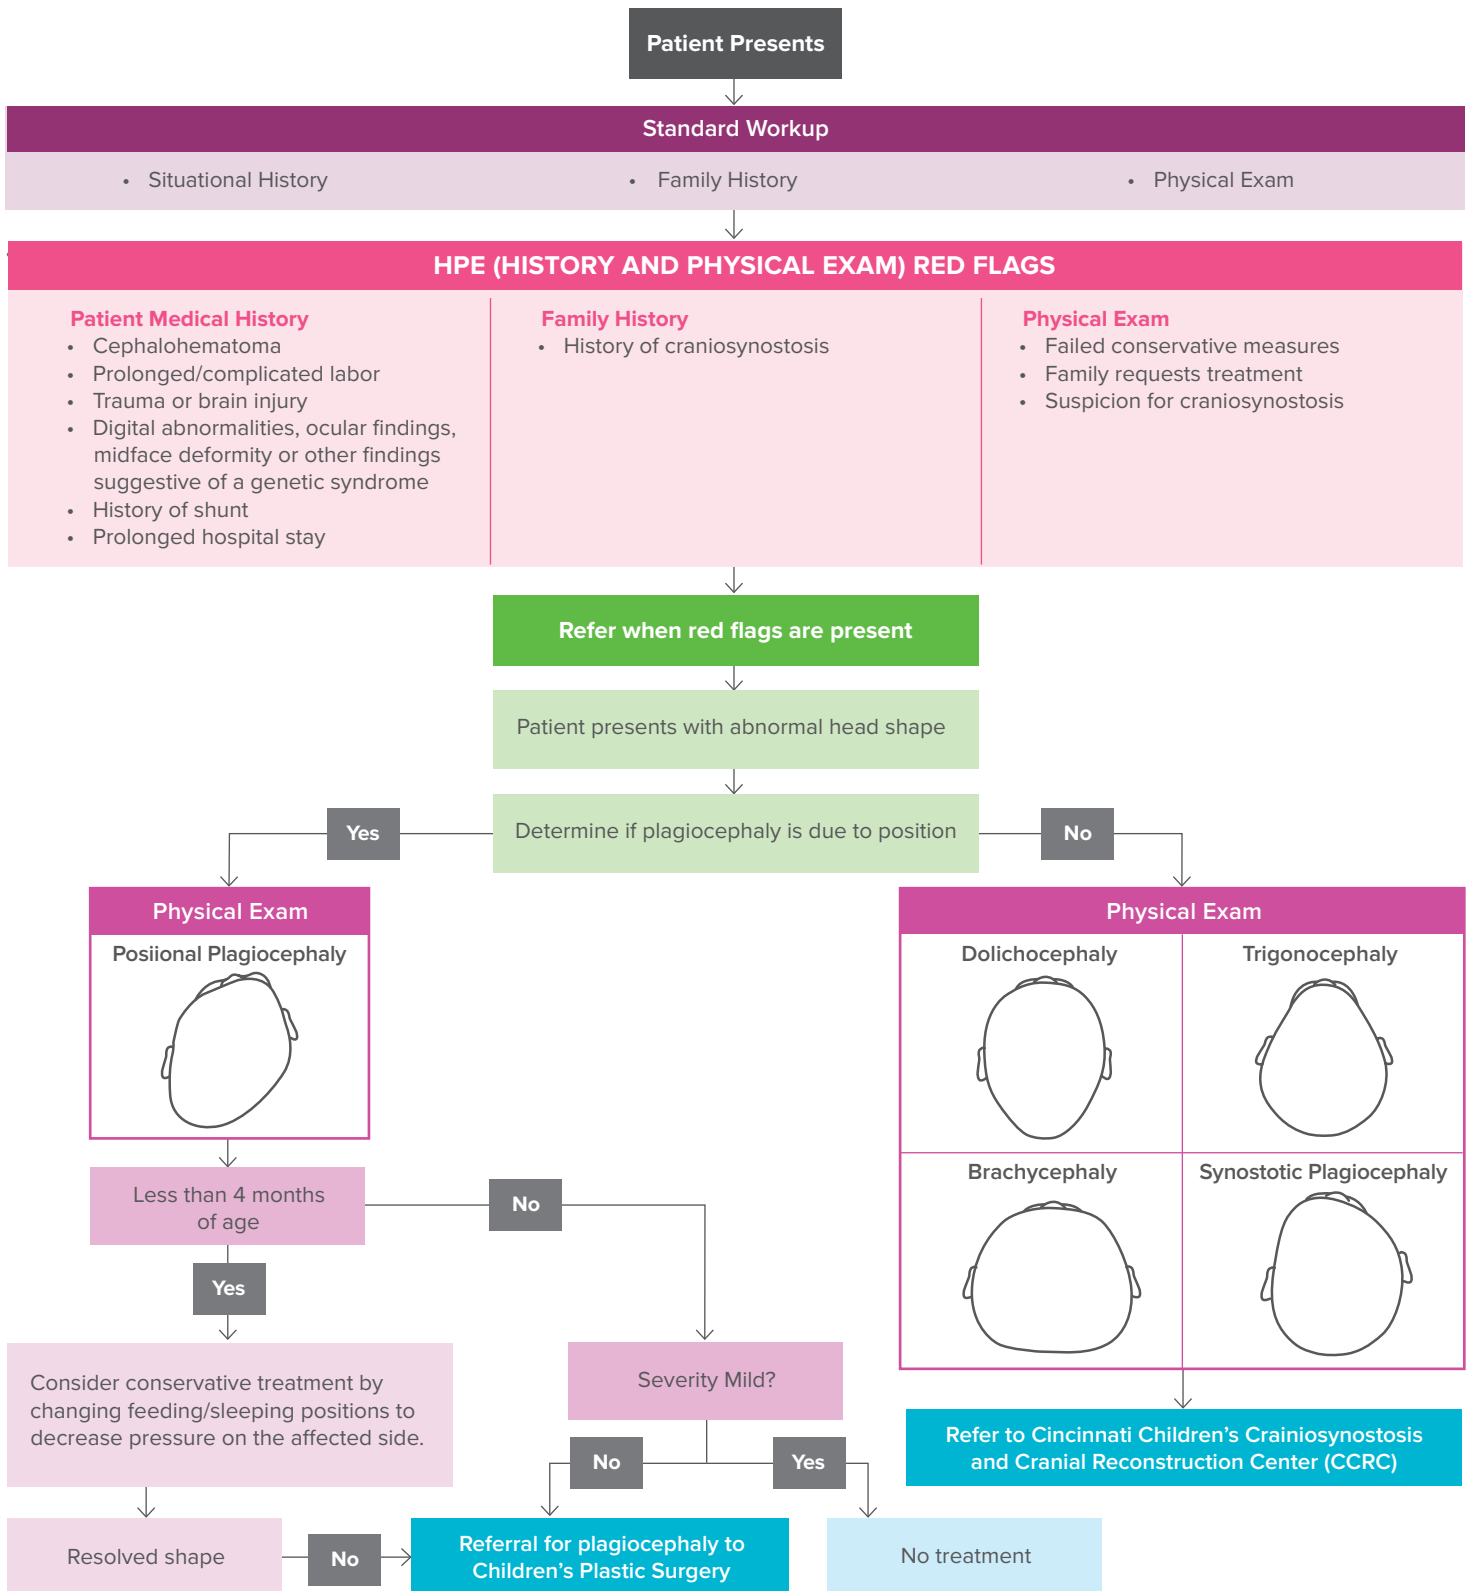 Patient Presents
Standard Workup
• Situational History
• Family History
• Physical Exam
HPE (HISTORY AND PHYSICAL EXAM) RED FLAGS
Patient Medical History
• Cephalohematoma
• Prolonged/complicated labor
• Trauma or brain injury
• Digital abnormalities, ocular findings,
midface deformity or other findings
suggestive of a genetic syndrome
• History of shunt
• Prolonged hospital stay
Family History
• History of craniosynostosis
Physical Exam
• Failed conservative measures
• Family requests treatment
• Suspicion for craniosynostosis
Refer when red flags are present
Patient presents with abnormal head shape
Determine if plagiocephaly is due to position
Yes
No
Physical Exam
Posiional Plagiocephaly
Physical Exam
Dolichocephaly
Trigonocephaly
Brachycephaly
Synostotic Plagiocephaly
Less than 4 months
of age
No
Yes
Consider conservative treatment by
changing feeding/sleeping positions to
decrease pressure on the affected side.
Severity Mild?
No
Yes
Refer to Cincinnati Children's Crainiosynostosis
and Cranial Reconstruction Center (CCRC)
Resolved shape
No
Referral for plagiocephaly to
Children's Plastic Surgery
No treatment